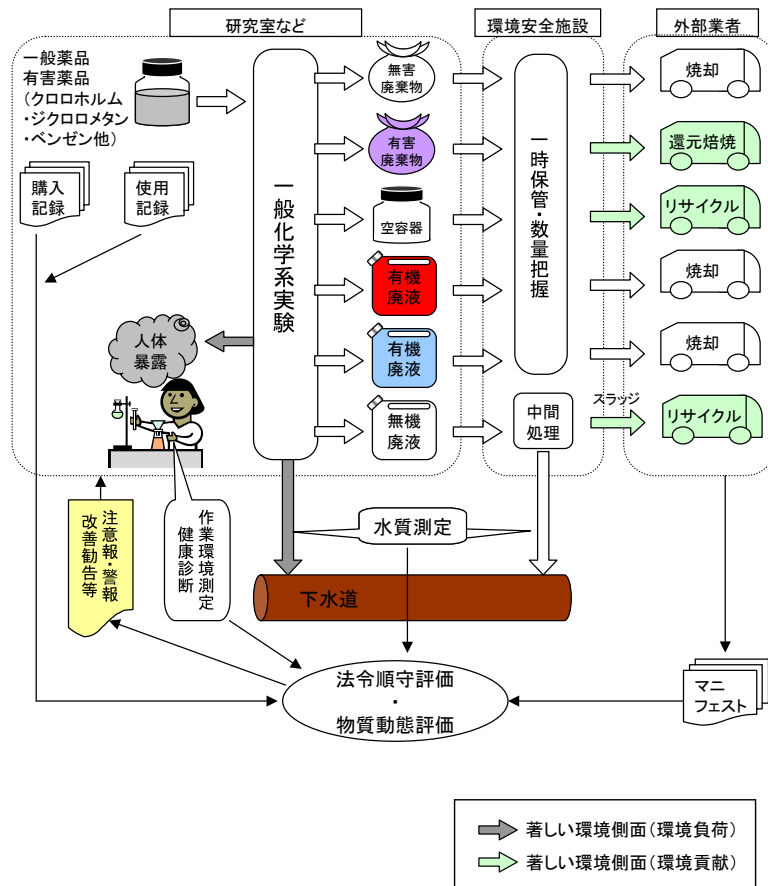 研究室など
環境安全施設
外部業者
一般薬品
有害薬品
(クロロホルム
・ジクロロメタン
・ベンゼン他)
購入
記録
使用
記録
一般化学系実験
無害
廃棄物
有害
廃棄物
空容器
有機
廃液
有機
廃液
無機
廃液
一時保管・数量把握
中間
処理
焼却
還元焙焼
リサイクル
焼却
焼却
スラッジ
リサイクル
人体
暴露
注意報・警報
改善勧告等
作業環境測定
健康診断
水質測定
下水道
法令順守評価
・
物質動態評価
マニ
フェスト
著しい環境側面(環境負荷)
著しい環境側面(環境貢献)